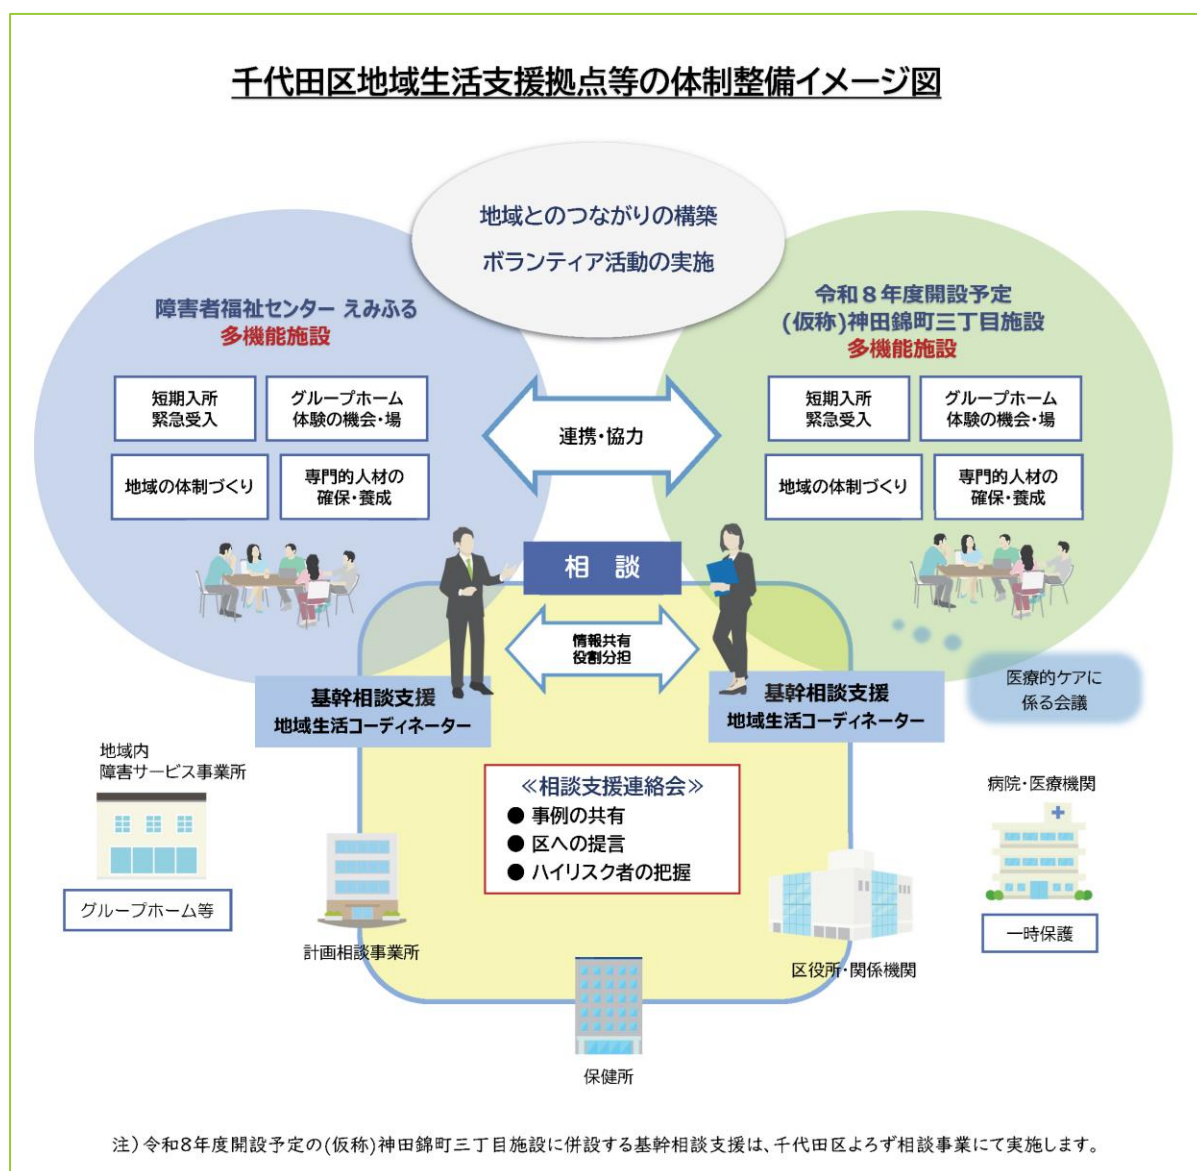 千代田区地域生活支援拠点等の体制整備イメージ図
地域とのつながりの構築
ボランティア活動の実施
障害者福祉センター えみふる
多機能施設
短期入所
緊急受入
グループホーム
体験の機会・場
地域の体制づくり
専門的人材の
確保・養成
連携・協力
令和8年度開設予定
(仮称)神田錦町三丁目施設
多機能施設
短期入所
緊急受入
グループホーム
体験の機会・場
地域の体制づくり
専門的人材の
確保・養成
相 談
情報共有
役割分担
基幹相談支援
地域生活コーディネーター
基幹相談支援
地域生活コーディネーター
医療的ケアに
係る会議
地域内
障害サービス事業所
グループホーム等
≪相談支援連絡会≫
● 事例の共有
● 区への提言
● ハイリスク者の把握
病院・医療機関
一時保護
計画相談事業所
区役所・関係機関
保健所
注)令和8年度開設予定の(仮称)神田錦町三丁目施設に併設する基幹相談支援は、千代田区よろず相談事業にて実施します。